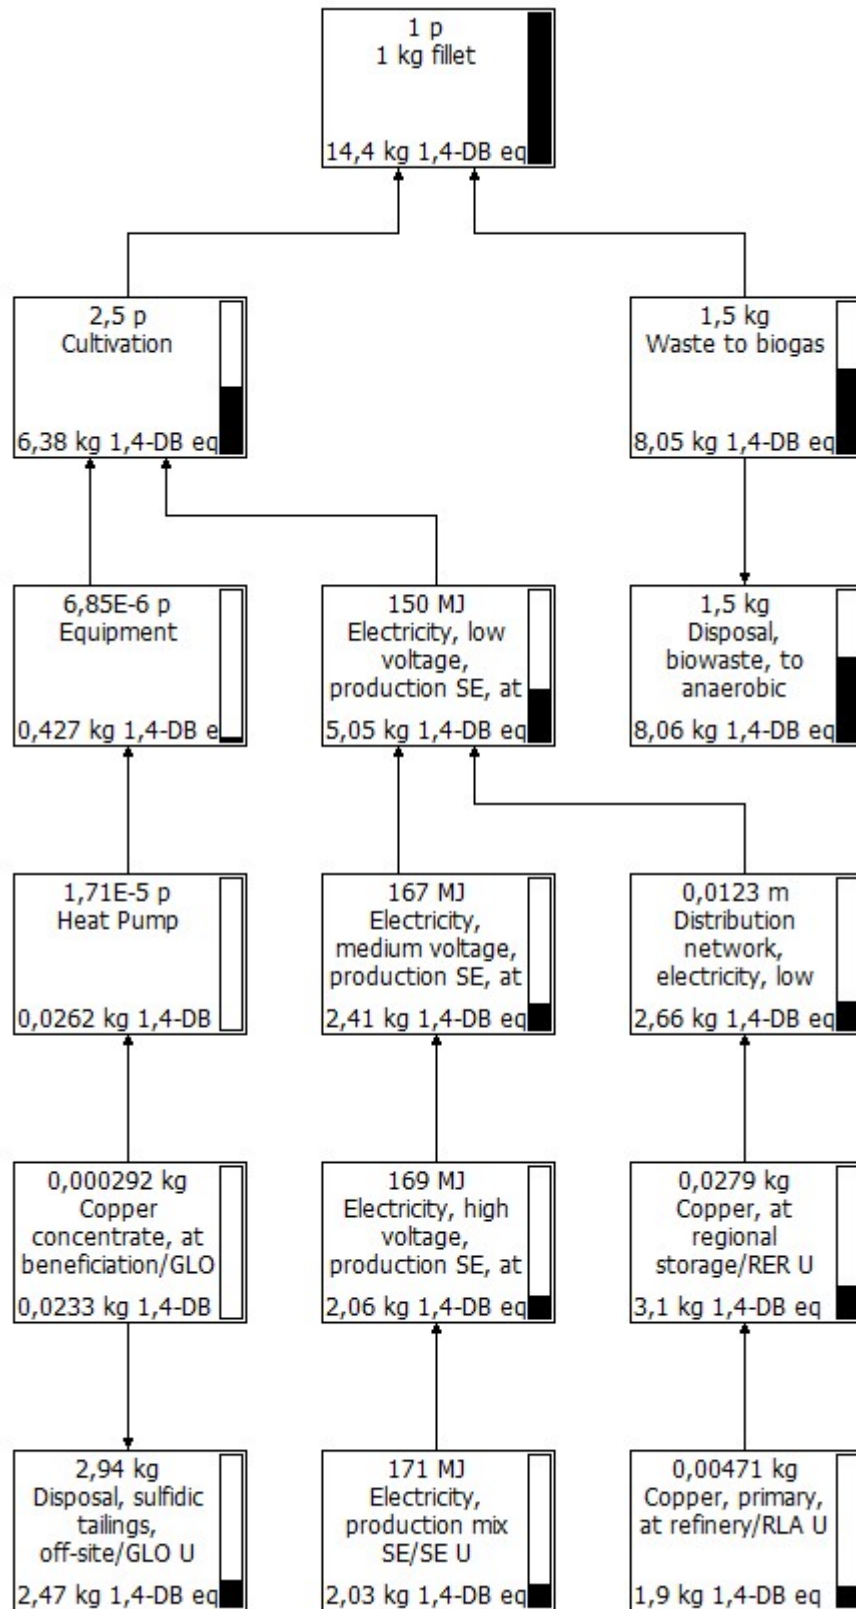 1 p
1 kg fillet
14,4 kg 1,4-DB eq
2,5 p
Cultivation
6,38 kg 1,4-DB eq
1,5 kg
Waste to biogas
8,05 kg 1,4-DB eq
6,85E-6 p
Equipment
0,427 kg 1,4-DB e
150 MJ
Electricity, low
voltage,
production SE, at
5,05 kg 1,4-DB eq
1,5 kg
Disposal,
biowaste, to
anaerobic
8,06 kg 1,4-DB eq
1,71E-5 p
Heat Pump
0,0262 kg 1,4-DB
167 MJ
Electricity,
medium voltage,
production SE, at
2,41 kg 1,4-DB eq
0,0123 m
Distribution
network,
electricity, low
2,66 kg 1,4-DB eq
0,000292 kg
Copper
concentrate, at
beneficiation/GLO
0,0233 kg 1,4-DB
169 MJ
Electricity, high
voltage,
production SE, at
2,06 kg 1,4-DB eq
0,0279 kg
Copper, at
regional
storage/RER U
3,1 kg 1,4-DB eq
2,94 kg
Disposal, sulfidic
tailings,
off-site/GLO U
2,47 kg 1,4-DB eq
171 MJ
Electricity,
production mix
SE/SE U
2,03 kg 1,4-DB eq
0,00471 kg
Copper, primary,
at refinery/RLA U
1,9 kg 1,4-DB eq